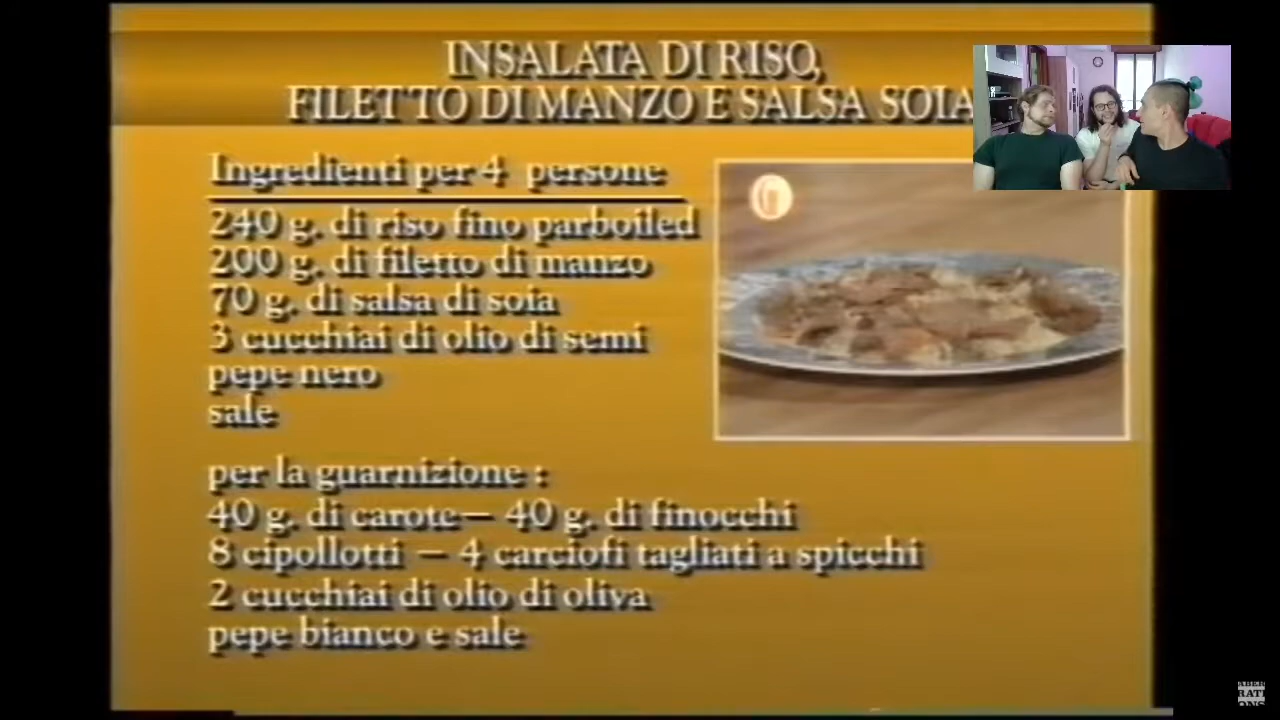 INSALATA DI RISO,
FILETTO DI MANZO E SALSA SOIA
Ingredienti per 4 persone
240 g. di riso fino parboiled
200 g. di filetto di manzo
70 g. di salsa di soia
3 cucchiai di olio di semi
pepe nero
sale
per la guarnizione :
40 g. di carote — 40 g. di finocchi
8 cipollotti — 4 carciofi tagliati a spicchi
2 cucchiai di olio di oliva
pepe bianco e sale
ABER
RATI
ONS